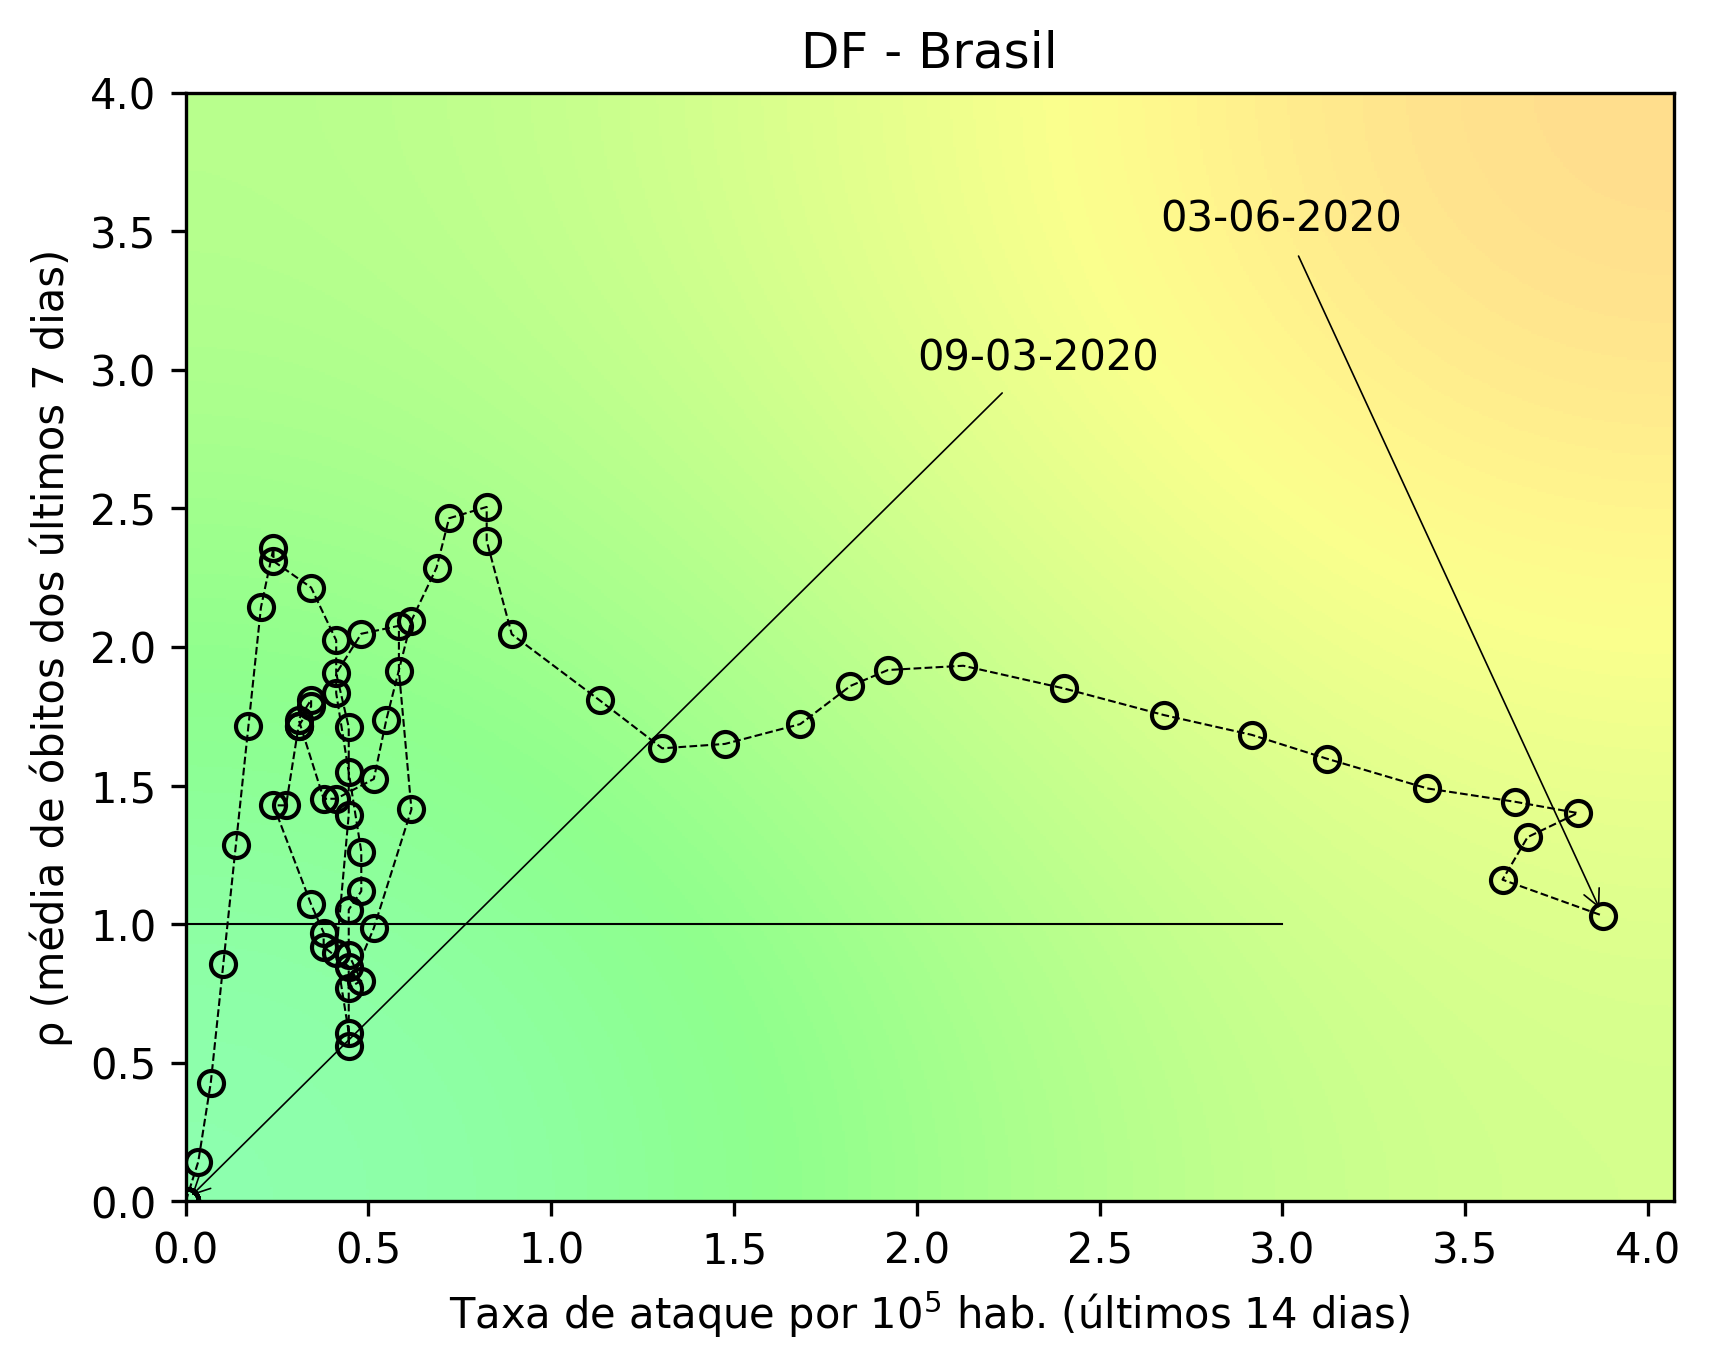 DF - Brasil
4.0
3.5
3.0
2.5
2.0
1.5
1.0
0.5
0.0
ρ (média de óbitos dos últimos 7 dias)
03-06-2020
09-03-2020
0.0 0.5 1.0 1.5 2.0 2.5 3.0 3.5 4.0
Taxa de ataque por 10⁵ hab. (últimos 14 dias)